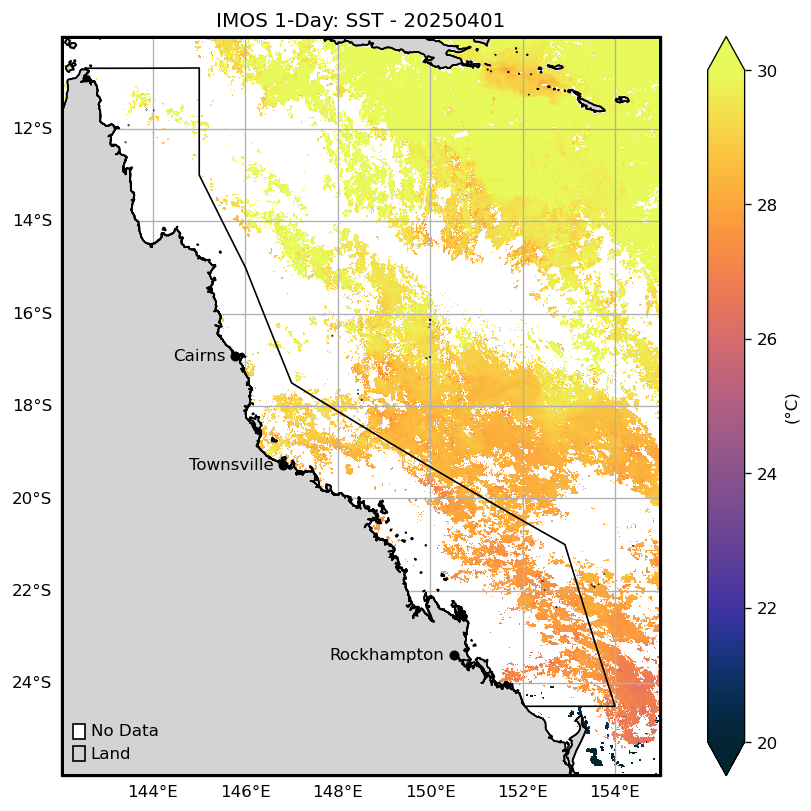 IMOS 1-Day: SST - 20250401
30
12°S
28
14°S
16°S
26
Cairns
(°C)
18°S
24
Townsville
20°S
22°S
22
Rockhampton
24°S
No Data
20
Land
144°E 146°E 148°E 150°E 152°E 154°E